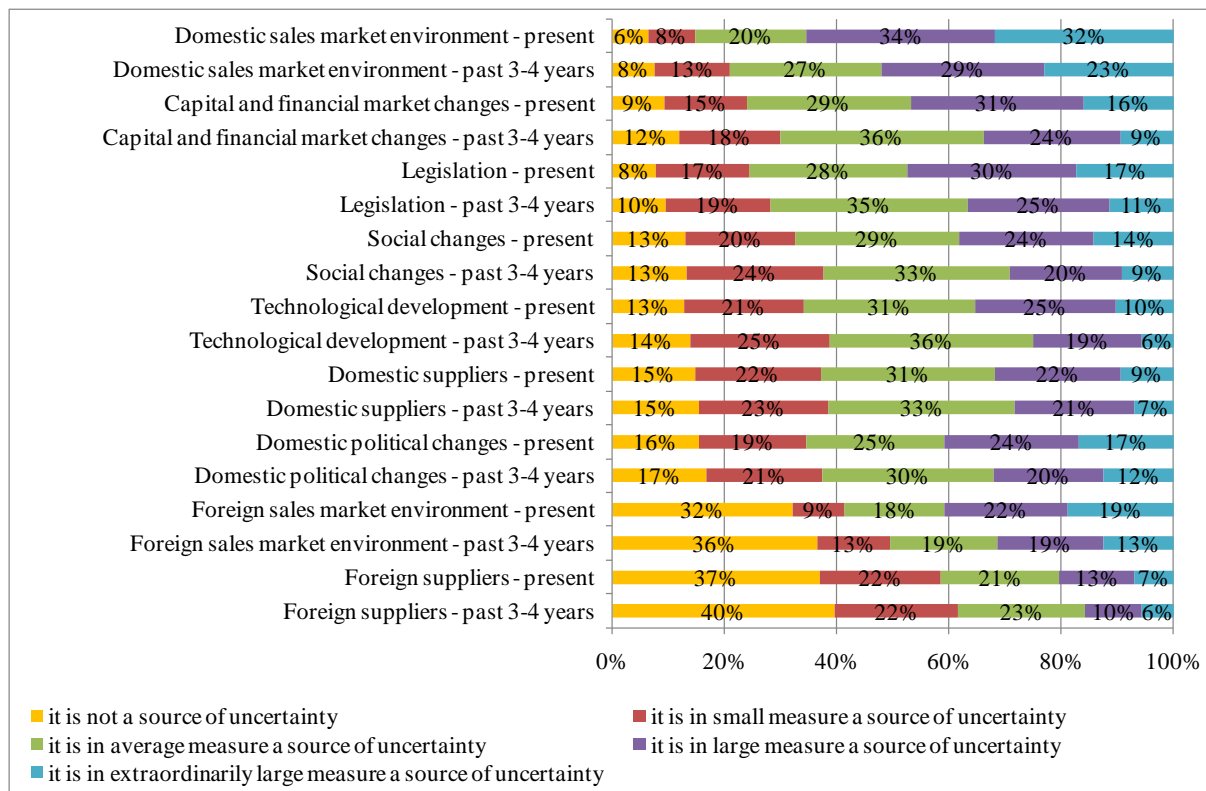 Domestic sales market environment - present 6% 8% 20% 34% 32%
Domestic sales market environment - past 3-4 years 8% 13% 27% 29% 23%
Capital and financial market changes - present 9% 15% 29% 31% 16%
Capital and financial market changes - past 3-4 years 12% 18% 36% 24% 9%
Legislation - present 8% 17% 28% 30% 17%
Legislation - past 3-4 years 10% 19% 35% 25% 11%
Social changes - present 13% 20% 29% 24% 14%
Social changes - past 3-4 years 13% 24% 33% 20% 9%
Technological development - present 13% 21% 31% 25% 10%
Technological development - past 3-4 years 14% 25% 36% 19% 6%
Domestic suppliers - present 15% 22% 31% 22% 9%
Domestic suppliers - past 3-4 years 15% 23% 33% 21% 7%
Domestic political changes - present 16% 19% 25% 24% 17%
Domestic political changes - past 3-4 years 17% 21% 30% 20% 12%
Foreign sales market environment - present 32% 9% 18% 22% 19%
Foreign sales market environment - past 3-4 years 36% 13% 19% 19% 13%
Foreign suppliers - present 37% 22% 21% 13% 7%
Foreign suppliers - past 3-4 years 40% 22% 23% 10% 6%
0% 20% 40% 60% 80% 100%
it is not a source of uncertainty it is in small measure a source of uncertainty
it is in average measure a source of uncertainty it is in large measure a source of uncertainty
it is in extraordinarily large measure a source of uncertainty